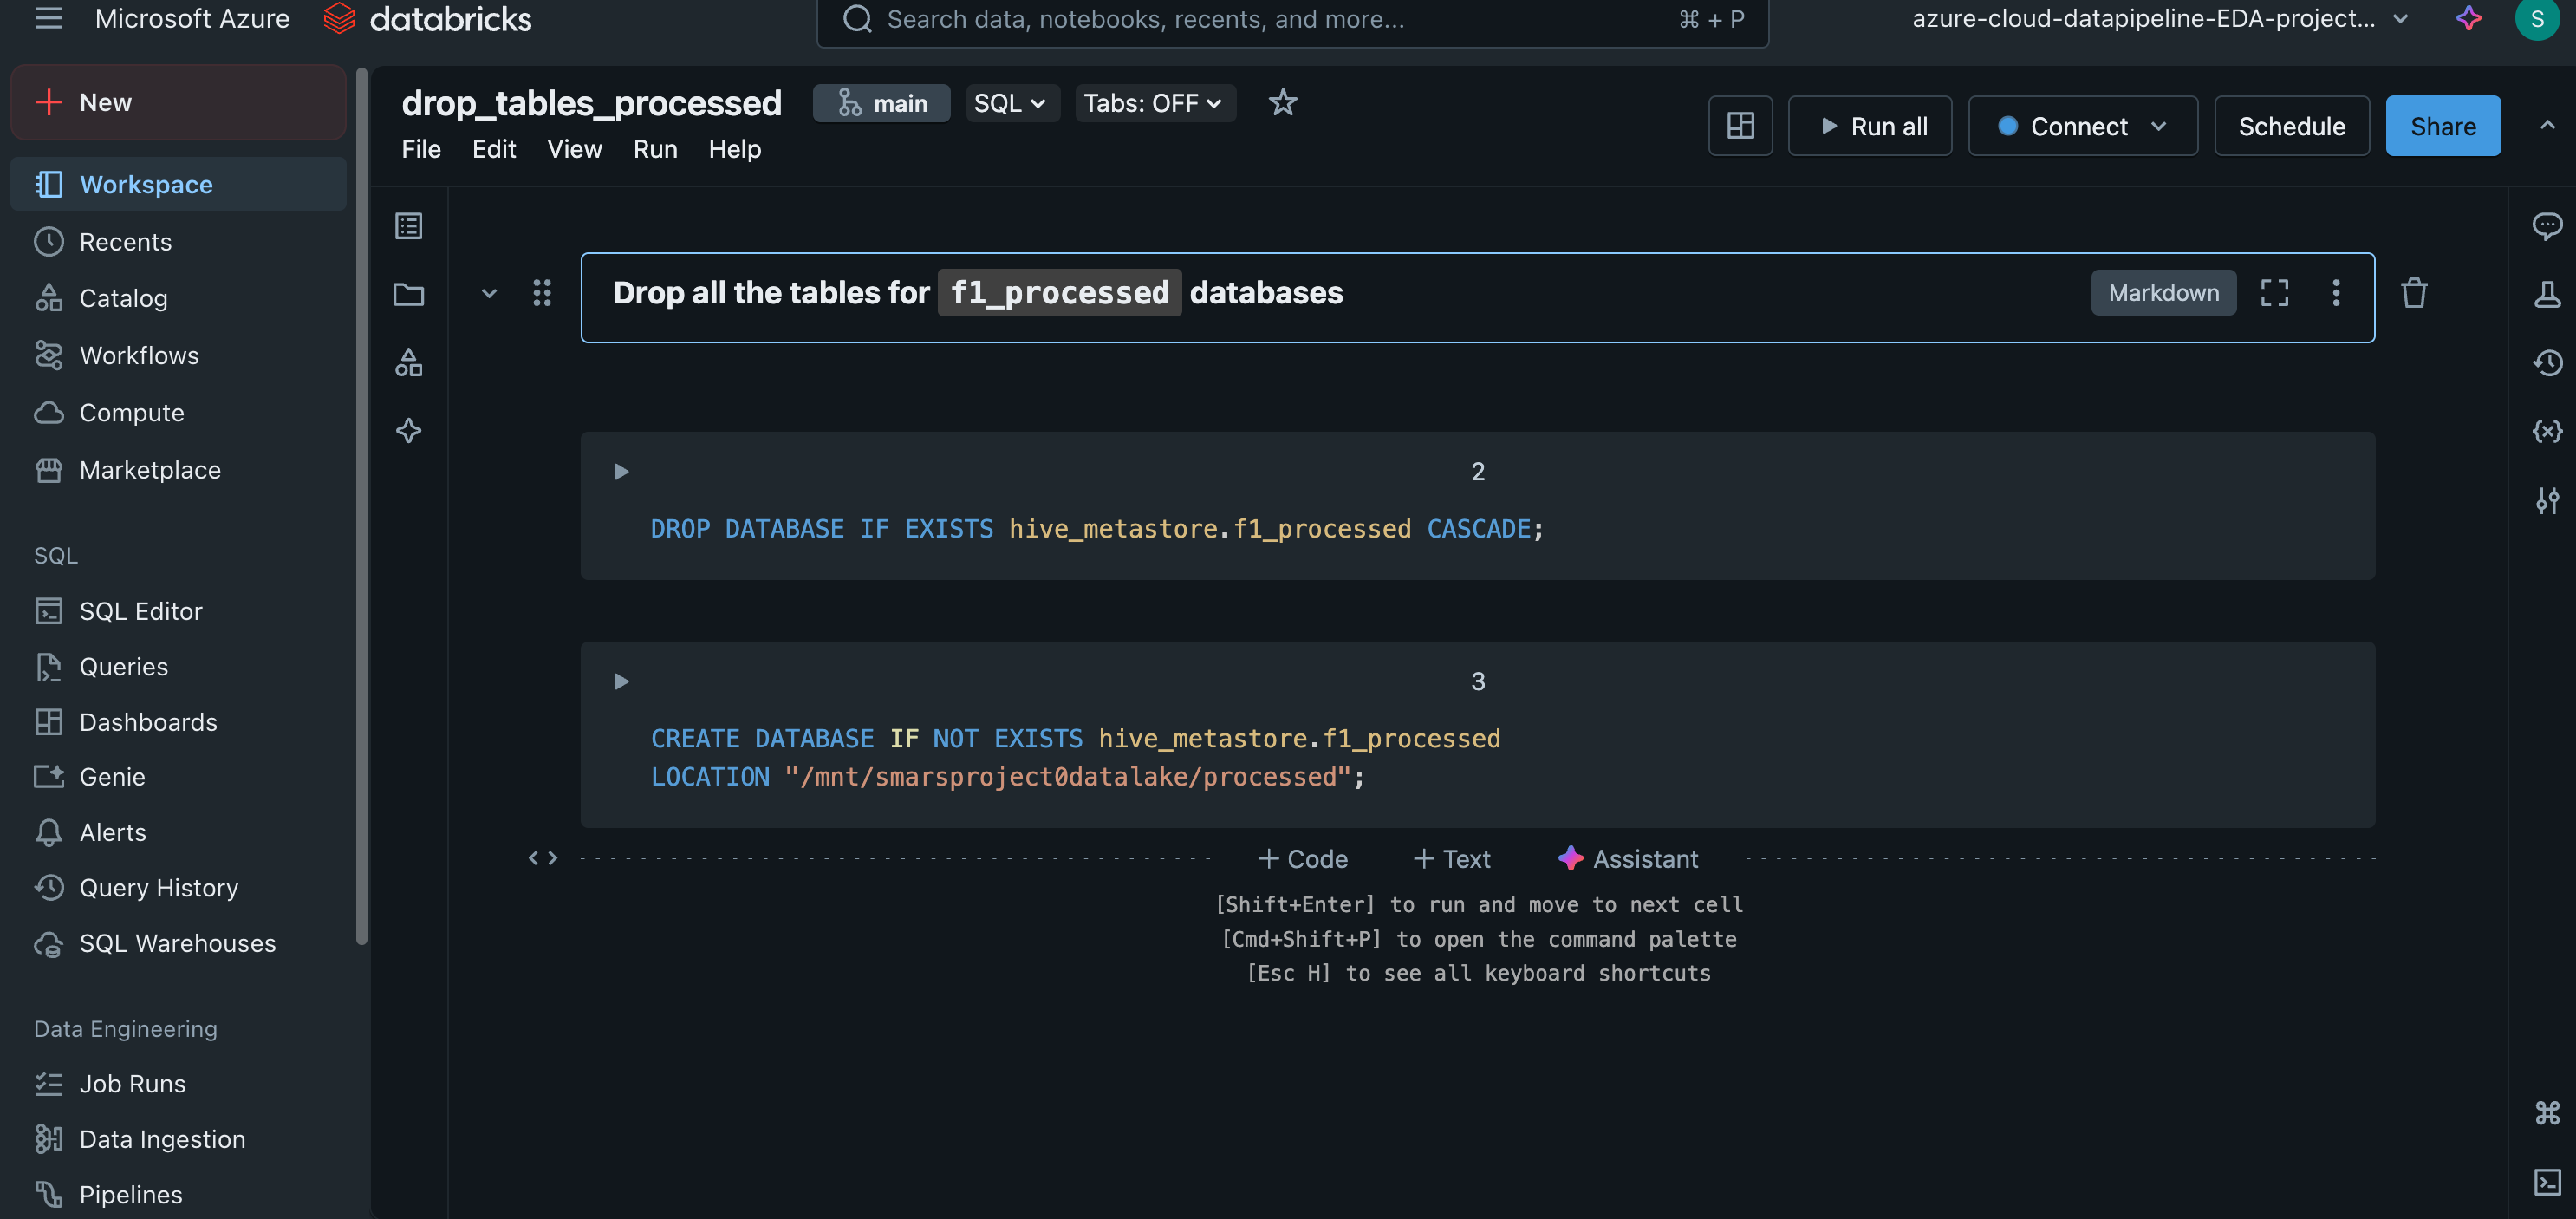 Microsoft Azure databricks
Search data, notebooks, recents, and more... ⌘ + P
azure-cloud-datapipeline-EDA-project... S
New
Workspace
Recents
Catalog
Workflows
Compute
Marketplace
SQL
SQL Editor
Queries
Dashboards
Genie
Alerts
Query History
SQL Warehouses
Data Engineering
Job Runs
Data Ingestion
Pipelines
drop_tables_processed main SQL Tabs: OFF
File Edit View Run Help
Run all Connect Schedule Share
Drop all the tables for f1_processed databases
Markdown
2
DROP DATABASE IF EXISTS hive_metastore.f1_processed CASCADE;
3
CREATE DATABASE IF NOT EXISTS hive_metastore.f1_processed
LOCATION "/mnt/smarsproject0datalake/processed";
+ Code + Text Assistant
[Shift+Enter] to run and move to next cell
[Cmd+Shift+P] to open the command palette
[Esc H] to see all keyboard shortcuts